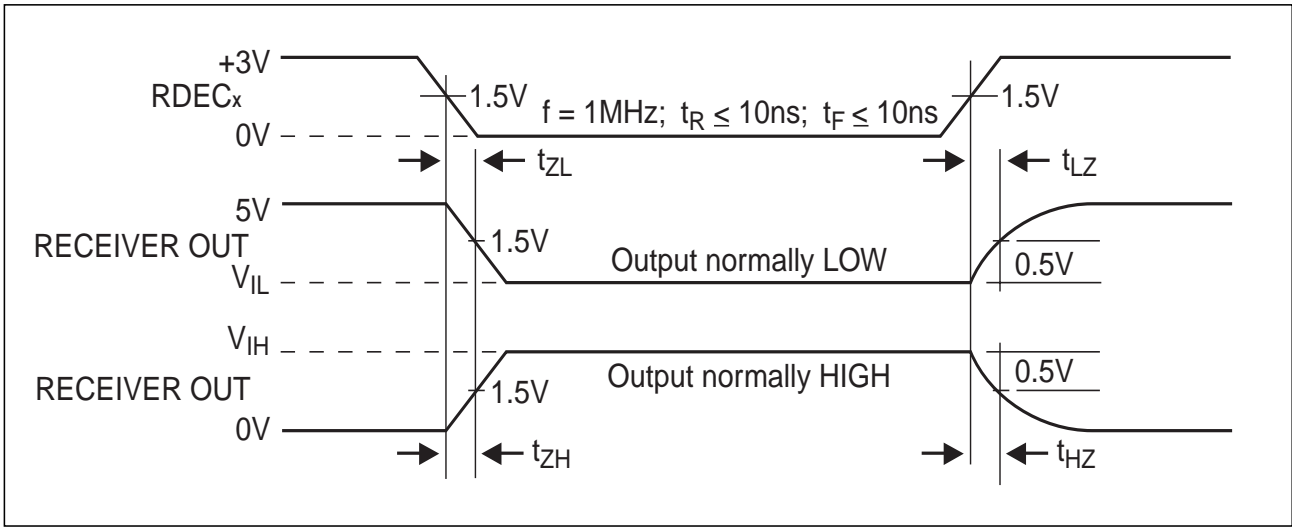 +3V
RDECx
1.5V
f = 1MHz; tR ≤ 10ns; tF ≤ 10ns
1.5V
0V
tZL
tLZ
5V
RECEIVER OUT
1.5V
Output normally LOW
0.5V
VIL
VIH
RECEIVER OUT
1.5V
Output normally HIGH
0.5V
0V
tZH
tHZ